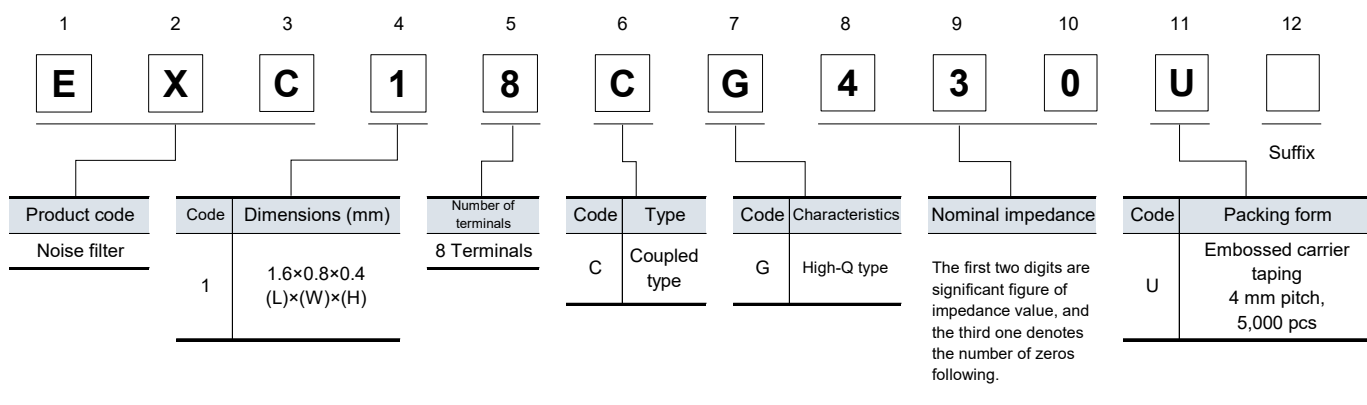 1 2 3 4 5 6 7 8 9 10 11 12
E X C 1 8 C G 4 3 0 U
Suffix
Product code
Noise filter
Code Dimensions (mm)
1 1.6×0.8×0.4
(L)×(W)×(H)
Number of
terminals
8 Terminals
Code Type
C Coupled
type
Code Characteristics
G High-Q type
Nominal impedance
The first two digits are
significant figure of
impedance value, and
the third one denotes
the number of zeros
following.
Code Packing form
U Embossed carrier
taping
4 mm pitch,
5,000 pcs